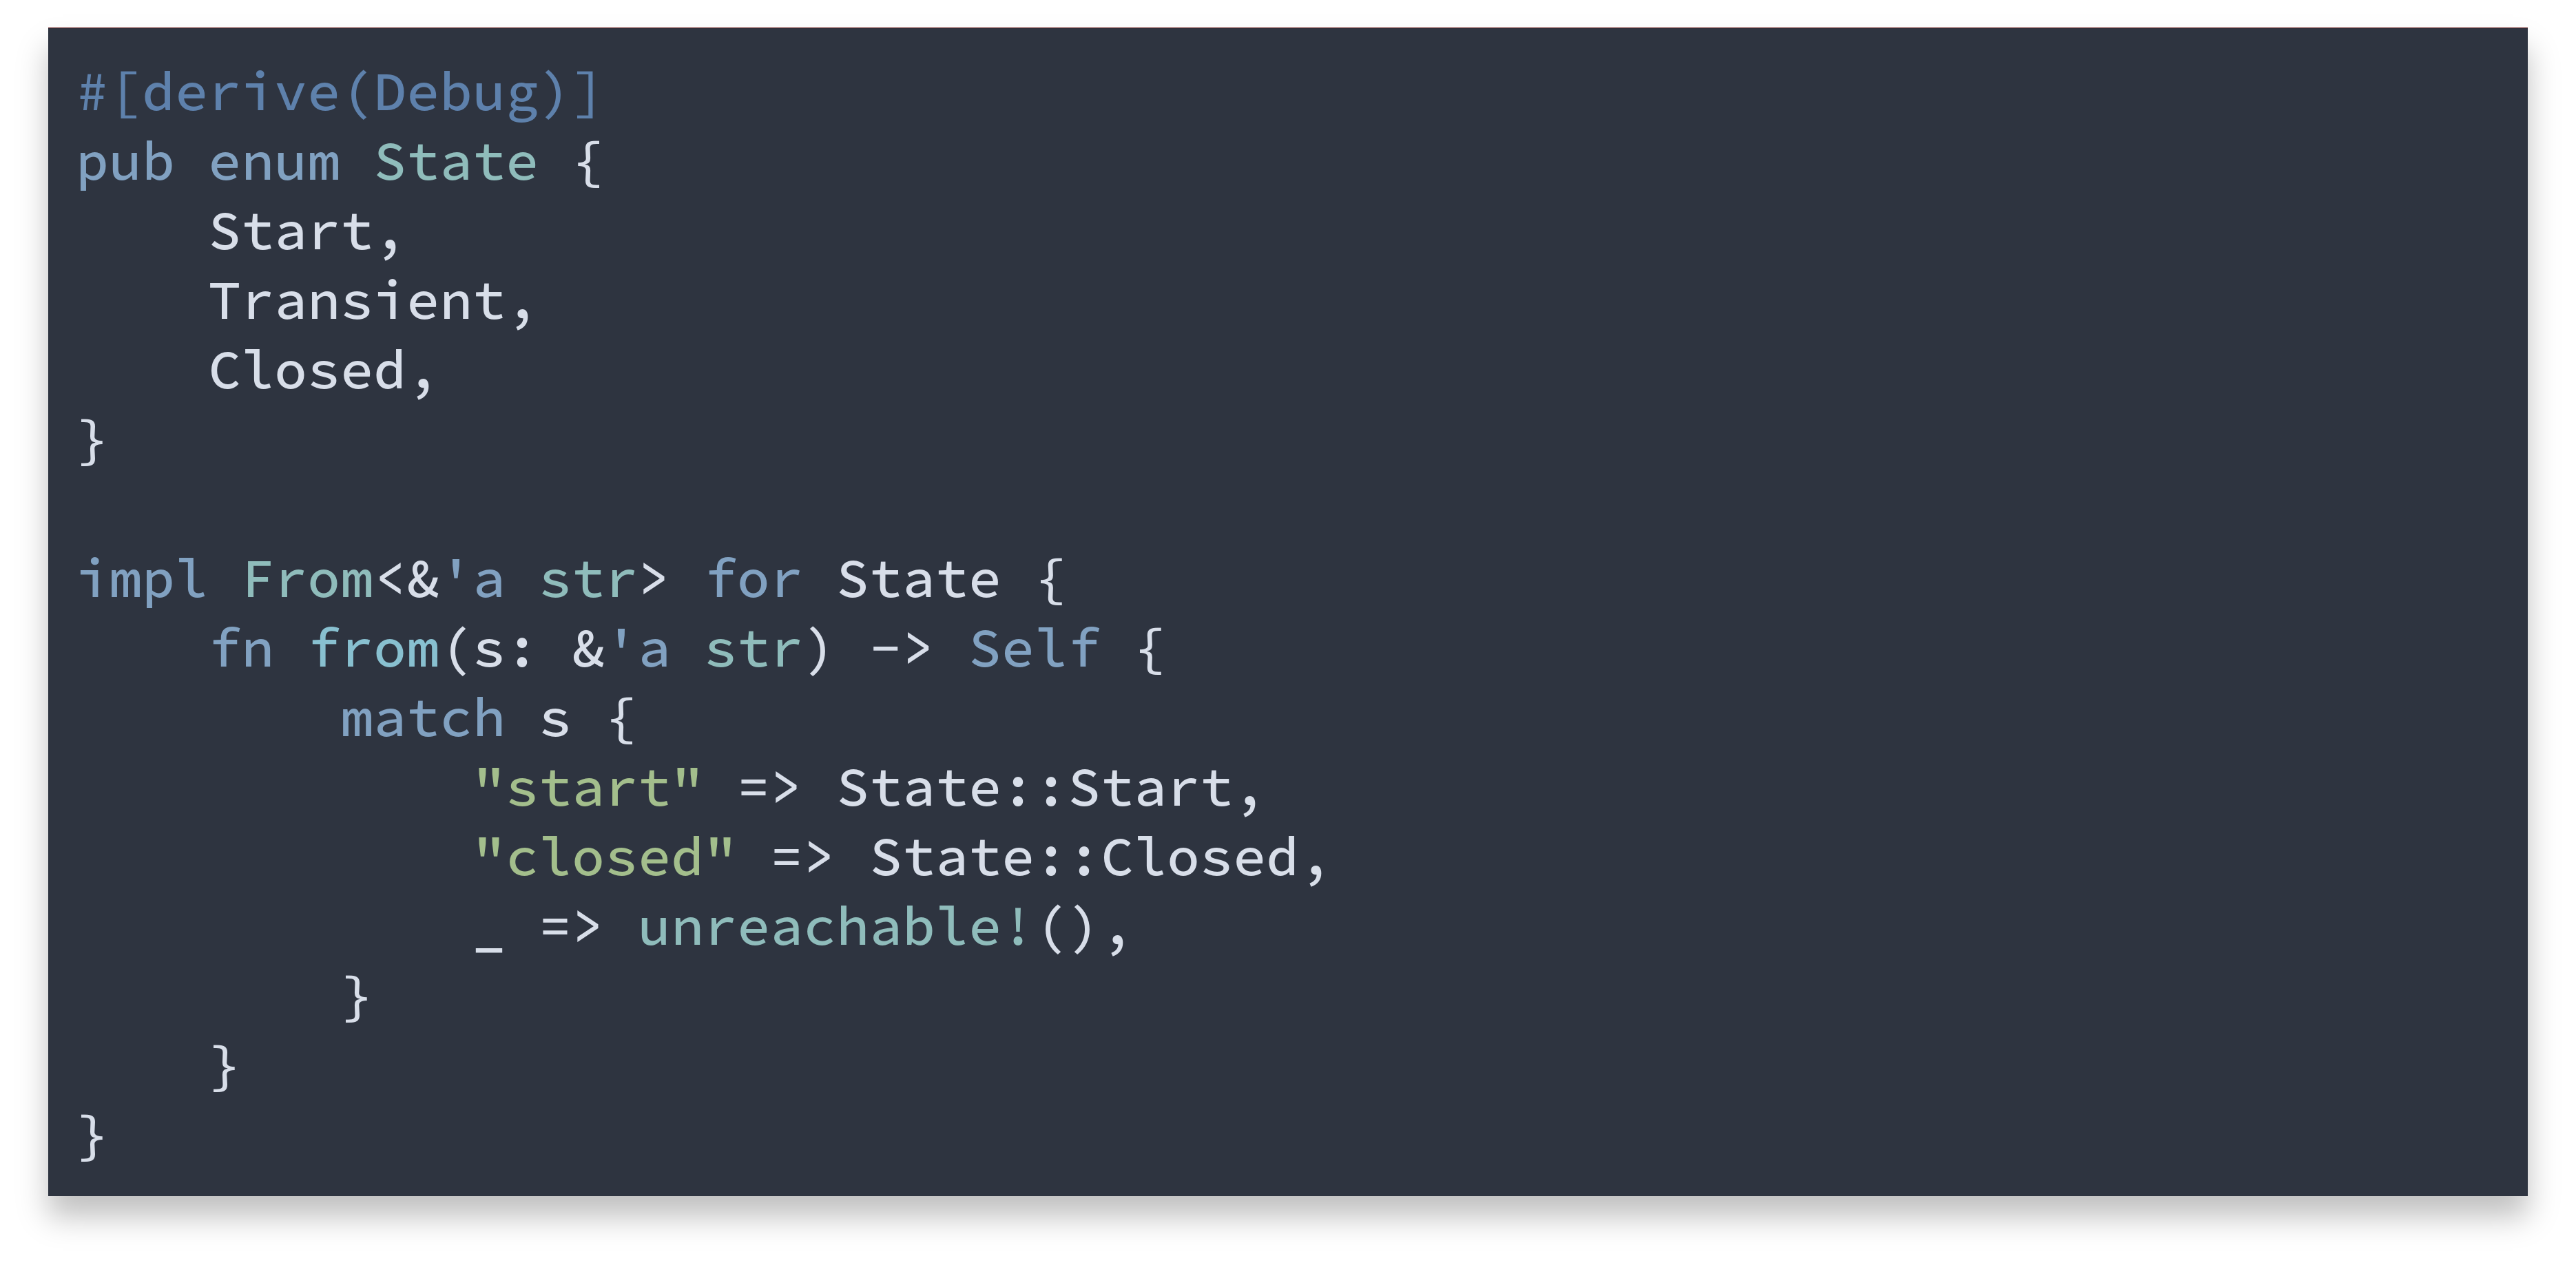 #[derive(Debug)]
pub enum State {
    Start,
    Transient,
    Closed,
}

impl From<&'a str> for State {
    fn from(s: &'a str) -> Self {
        match s {
            "start" => State::Start,
            "closed" => State::Closed,
            _ => unreachable!(),
        }
    }
}